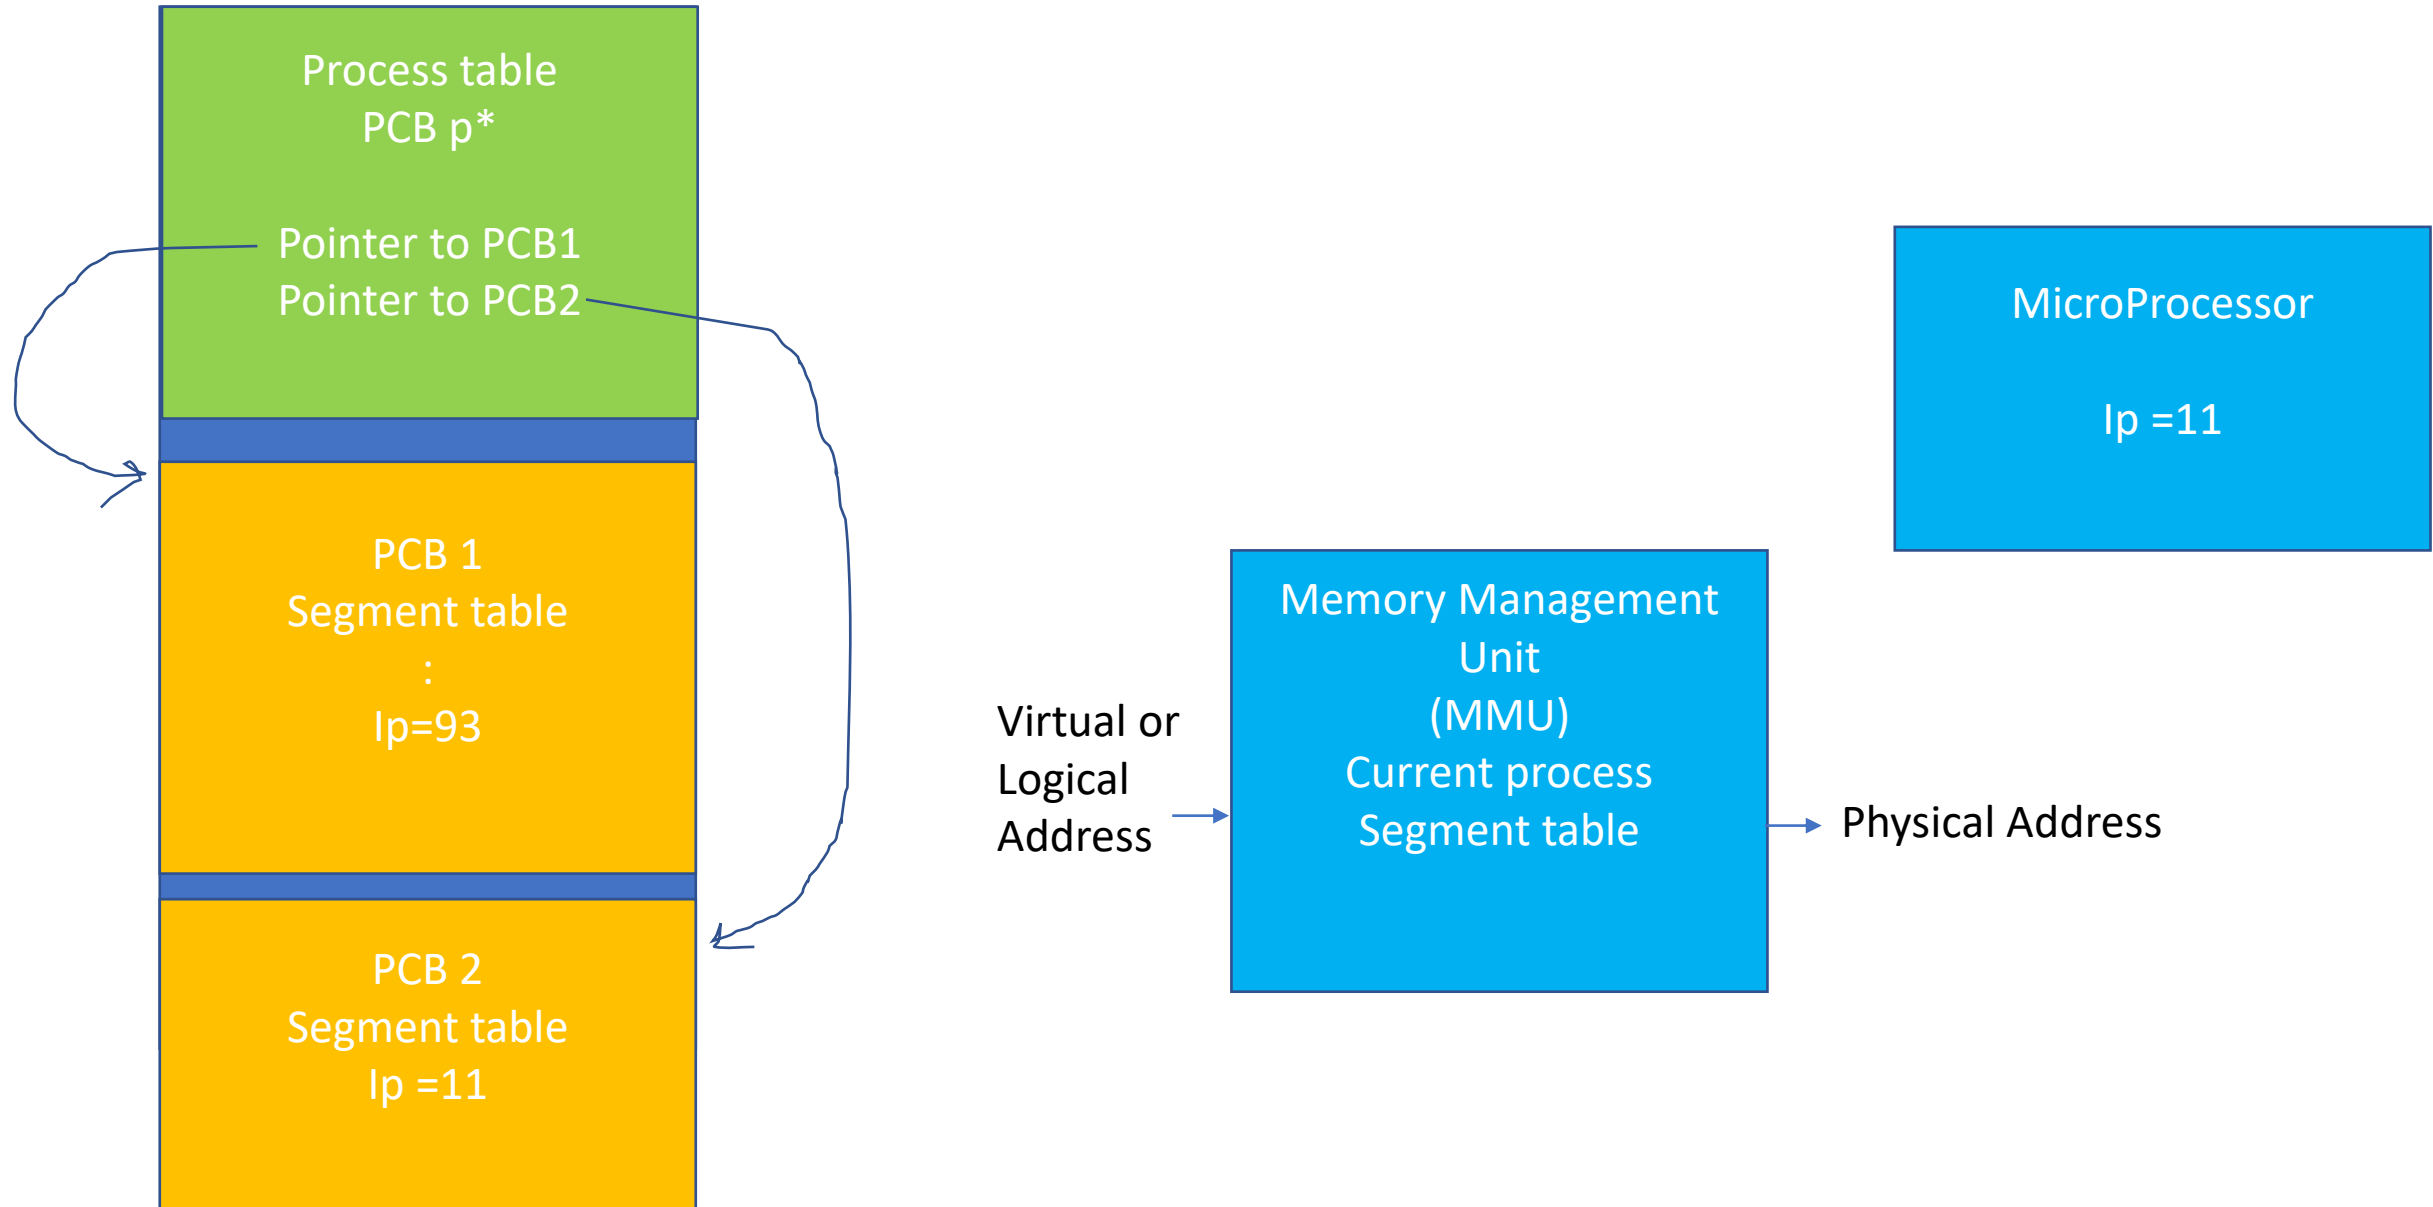 Process table
PCB p*
Pointer to PCB1
Pointer to PCB2
PCB 1
Segment table
:
Ip=93
PCB 2
Segment table
Ip =11
Virtual or
Logical
Address
Memory Management
Unit
(MMU)
Current process
Segment table
Physical Address
MicroProcessor
Ip =11